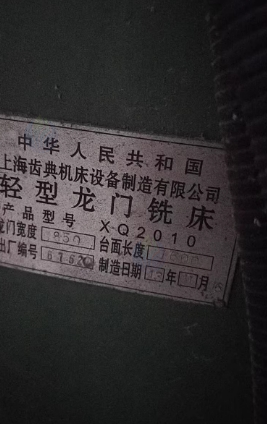 中华人民共和国
上海齿典机床设备制造有限公司
轻型龙门铣床
产品型号 XQ2010
龙门宽度 台面长度
出厂编号 制造日期 年 月